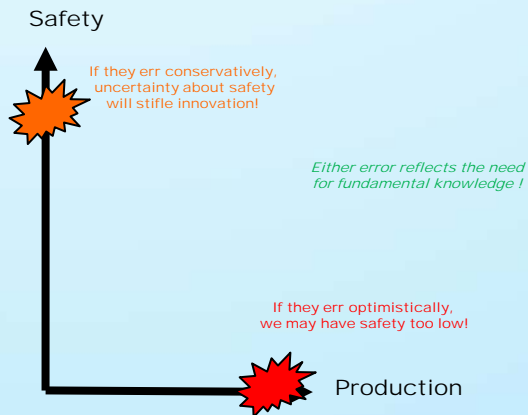 Safety
If they err conservatively,
uncertainty about safety
will stifle innovation!
Either error reflects the need
for fundamental knowledge !
If they err optimistically,
we may have safety too low!
Production